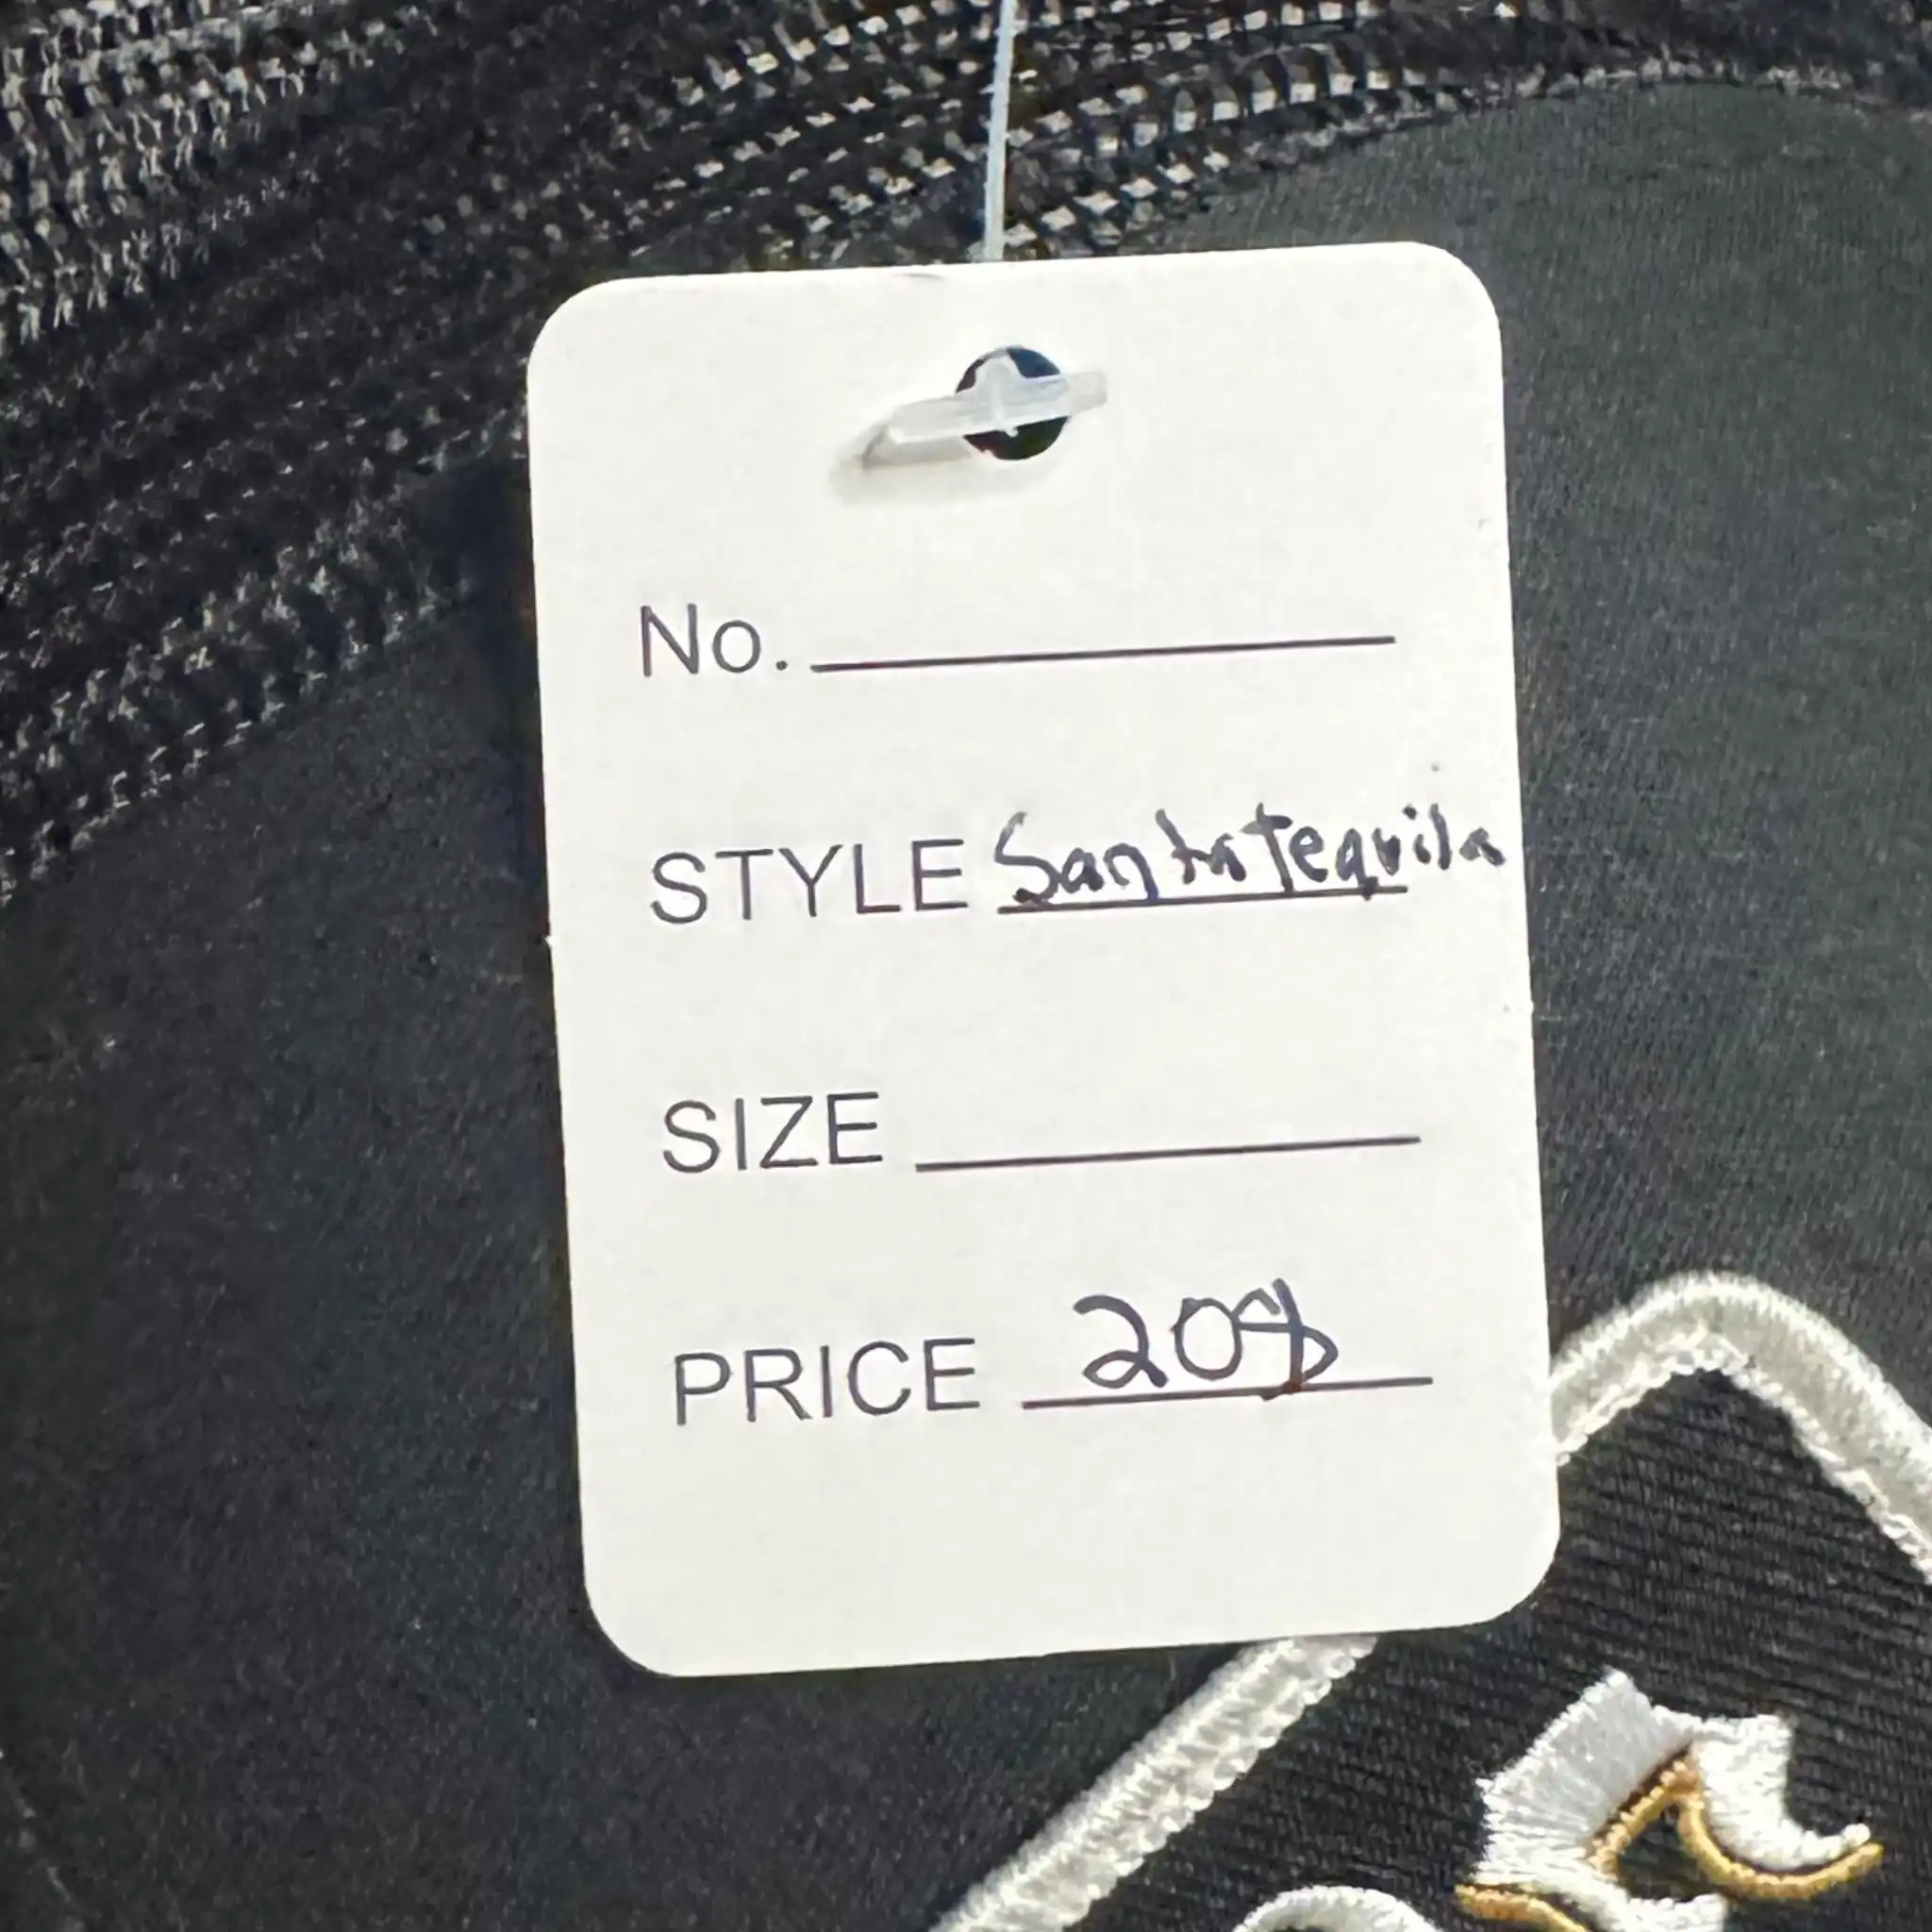 No.
STYLE Santa Tequila
SIZE
PRICE 20$